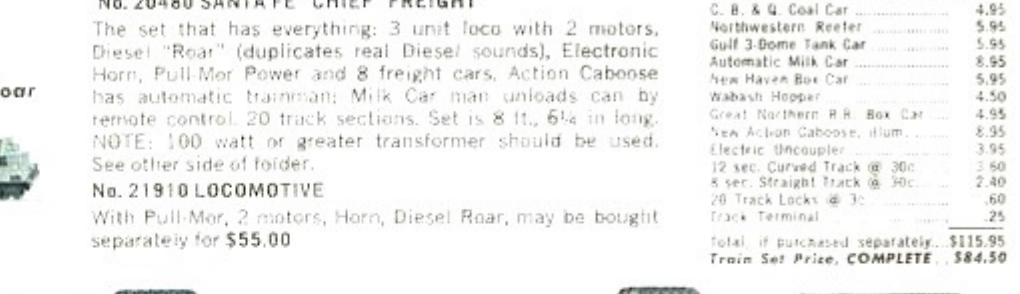 No. 20480 SANTA FE "CHIEF" FREIGHT
The set that has everything: 3 unit loco with 2 motors,
Diesel "Roar" (duplicates real Diesel sounds), Electronic
Horn, Pull-Mor Power and 8 freight cars. Action Caboose
has automatic trainman; Milk Car man unloads can by
remote control. 20 track sections. Set is 8 ft., 6¼ in long.
NOTE: 100 watt or greater transformer should be used.
See other side of folder.
No. 21910 LOCOMOTIVE
With Pull-Mor, 2 motors, Horn, Diesel Roar, may be bought
separately for $55.00
oar
C. B. & Q. Coal Car 4.95
Northwestern Reefer 5.95
Gulf 3-Dome Tank Car 5.95
Automatic Milk Car 8.95
New Haven Box Car 5.95
Wabash Hopper 4.50
Great Northern R.R. Box Car 4.95
New Action Caboose, illum. 8.95
Electric Uncoupler 3.95
12 sec. Curved Track @ 30c 3.60
8 sec. Straight Track @ 30c 2.40
20 Track Locks @ 3c .60
Track Terminal .25
Total, if purchased separately...$115.95
Train Set Price, COMPLETE..$84.50